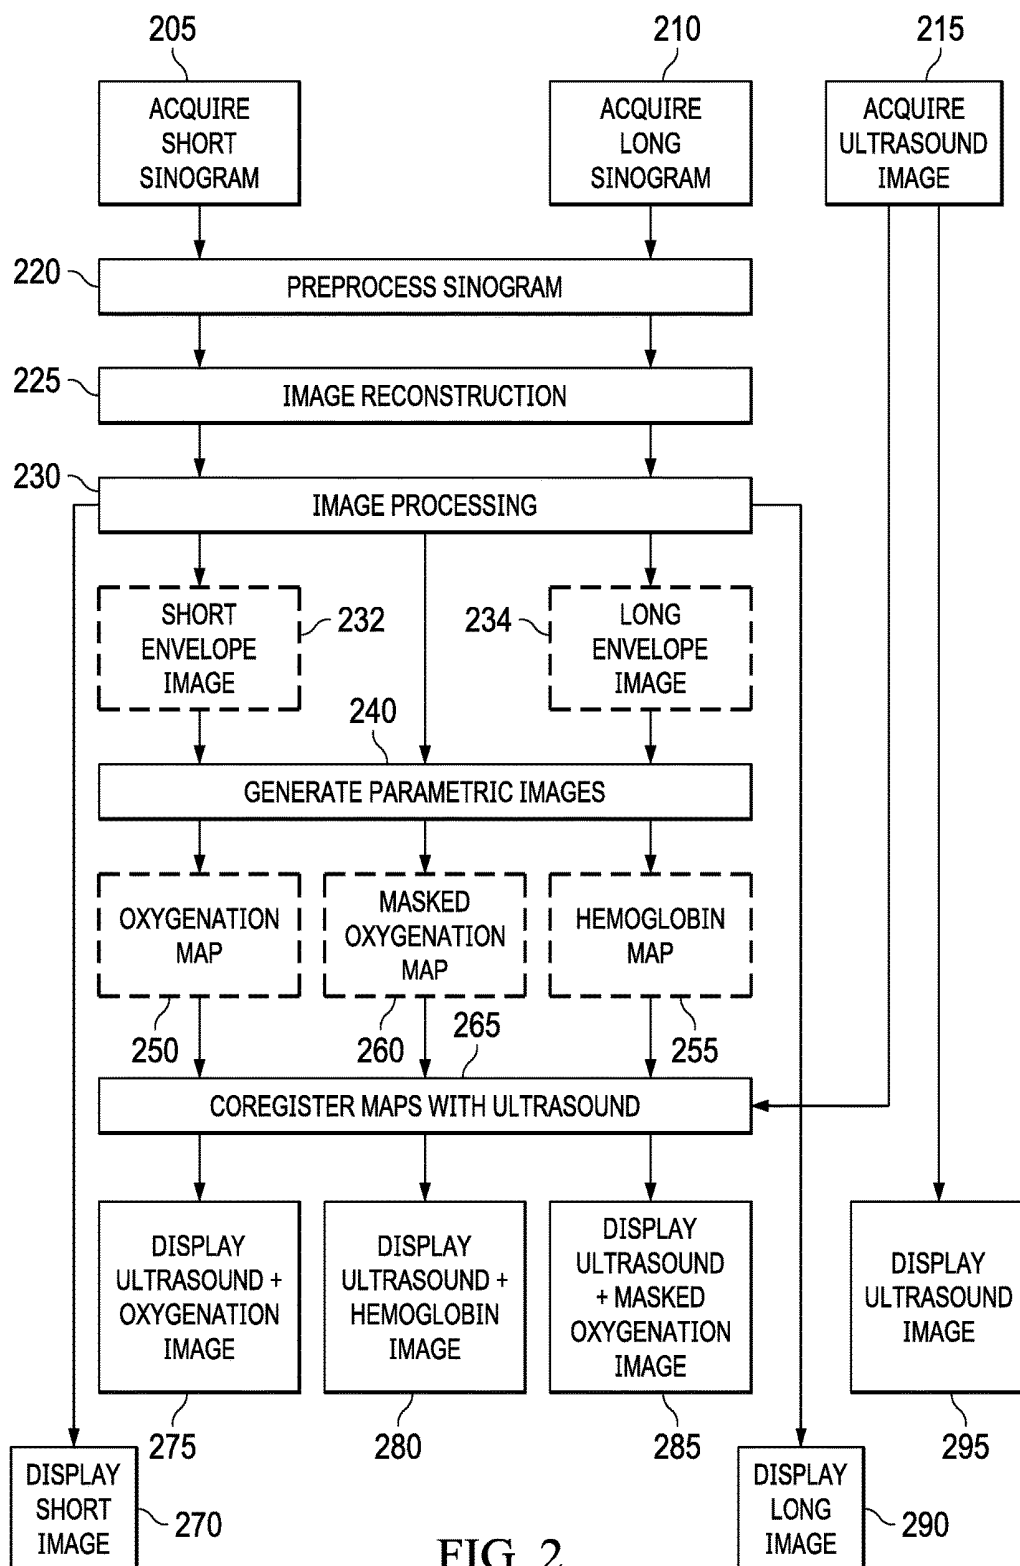 205
210
215
ACQUIRE
SHORT
SINOGRAM
ACQUIRE
LONG
SINOGRAM
ACQUIRE
ULTRASOUND
IMAGE
220
PREPROCESS SINOGRAM
225
IMAGE RECONSTRUCTION
230
IMAGE PROCESSING
SHORT
ENVELOPE
IMAGE
232
234
LONG
ENVELOPE
IMAGE
240
GENERATE PARAMETRIC IMAGES
OXYGENATION
MAP
MASKED
OXYGENATION
MAP
HEMOGLOBIN
MAP
250
260
265
255
COREGISTER MAPS WITH ULTRASOUND
DISPLAY
ULTRASOUND +
OXYGENATION
IMAGE
DISPLAY
ULTRASOUND +
HEMOGLOBIN
IMAGE
DISPLAY
ULTRASOUND
+ MASKED
OXYGENATION
IMAGE
DISPLAY
ULTRASOUND
IMAGE
275
280
285
295
DISPLAY
SHORT
IMAGE
270
DISPLAY
LONG
IMAGE
290
FIG. 2